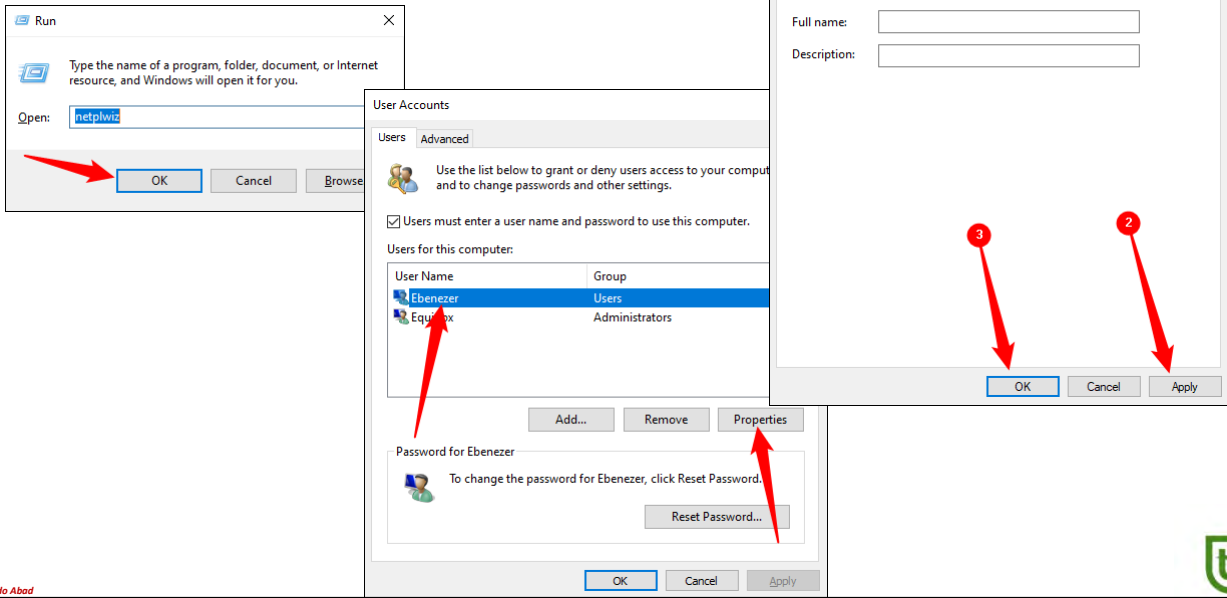 Run
Type the name of a program, folder, document, or Internet
resource, and Windows will open it for you.
Open:
netplwiz
OK
Cancel
Browse
User Accounts
Users
Advanced
Use the list below to grant or deny users access to your comput
and to change passwords and other settings.
Users must enter a user name and password to use this computer.
Users for this computer:
User Name
Group
Ebenezer
Users
Administrators
Add...
Remove
Properties
Password for Ebenezer
To change the password for Ebenezer, click Reset Password.
Reset Password...
OK
Cancel
Apply
Full name:
Description:
3
2
OK
Cancel
Apply
do Abad